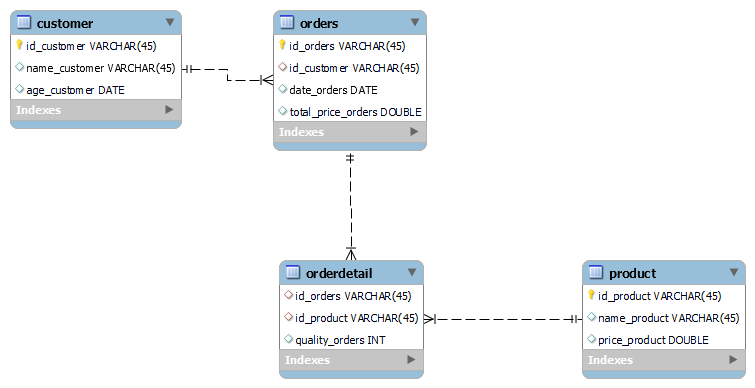 customer
id_customer VARCHAR(45)
name_customer VARCHAR(45)
age_customer DATE
Indexes
orders
id_orders VARCHAR(45)
id_customer VARCHAR(45)
date_orders DATE
total_price_orders DOUBLE
Indexes
orderdetail
id_orders VARCHAR(45)
id_product VARCHAR(45)
quality_orders INT
Indexes
product
id_product VARCHAR(45)
name_product VARCHAR(45)
price_product DOUBLE
Indexes